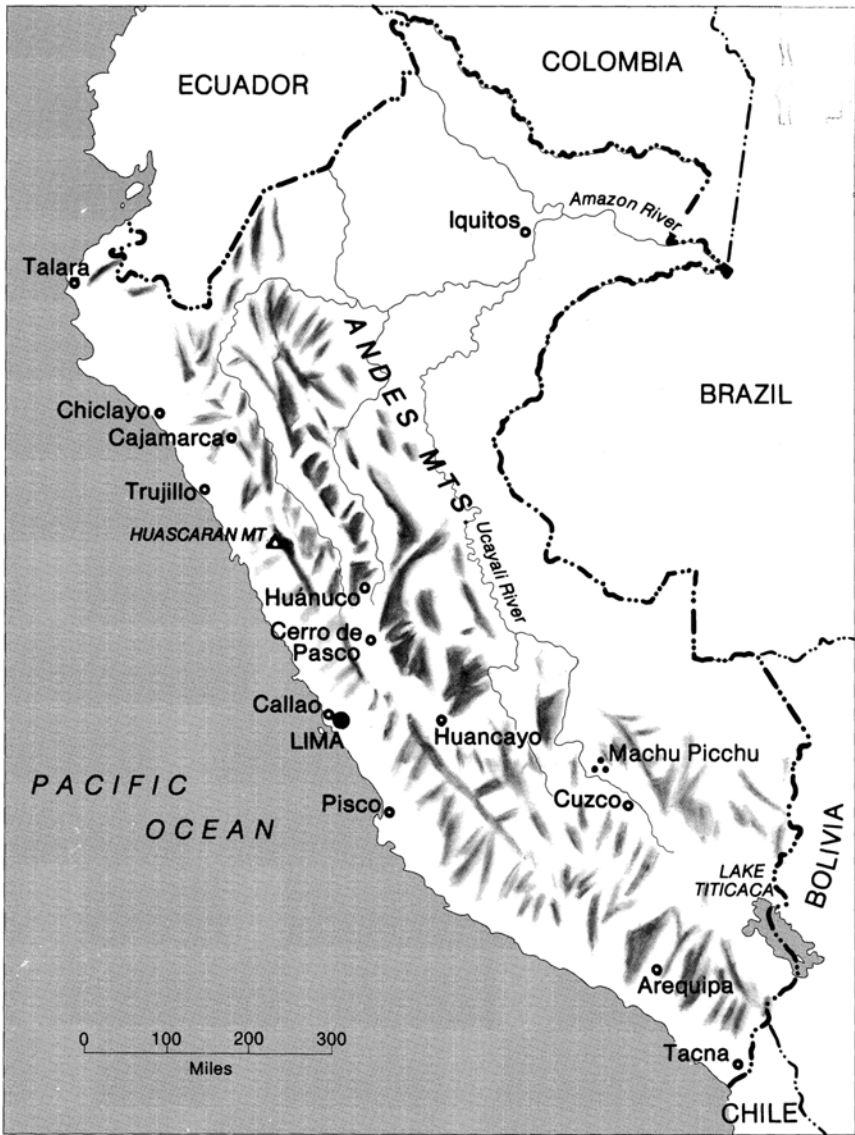 COLOMBIA
ECUADOR
Amazon River
Iquitos
Talara
ANDES MTS.
BRAZIL
Chiclayo
Cajamarca
Trujillo
HUASCARAN MT
Ucayali River
Huánuco
Cerro de
Pasco
Callao
LIMA
Huancayo
Machu Picchu
PACIFIC
OCEAN
Pisco
Cuzco
LAKE
TITICACA
BOLIVIA
Arequipa
0 100 200 300
Miles
Tacna
CHILE